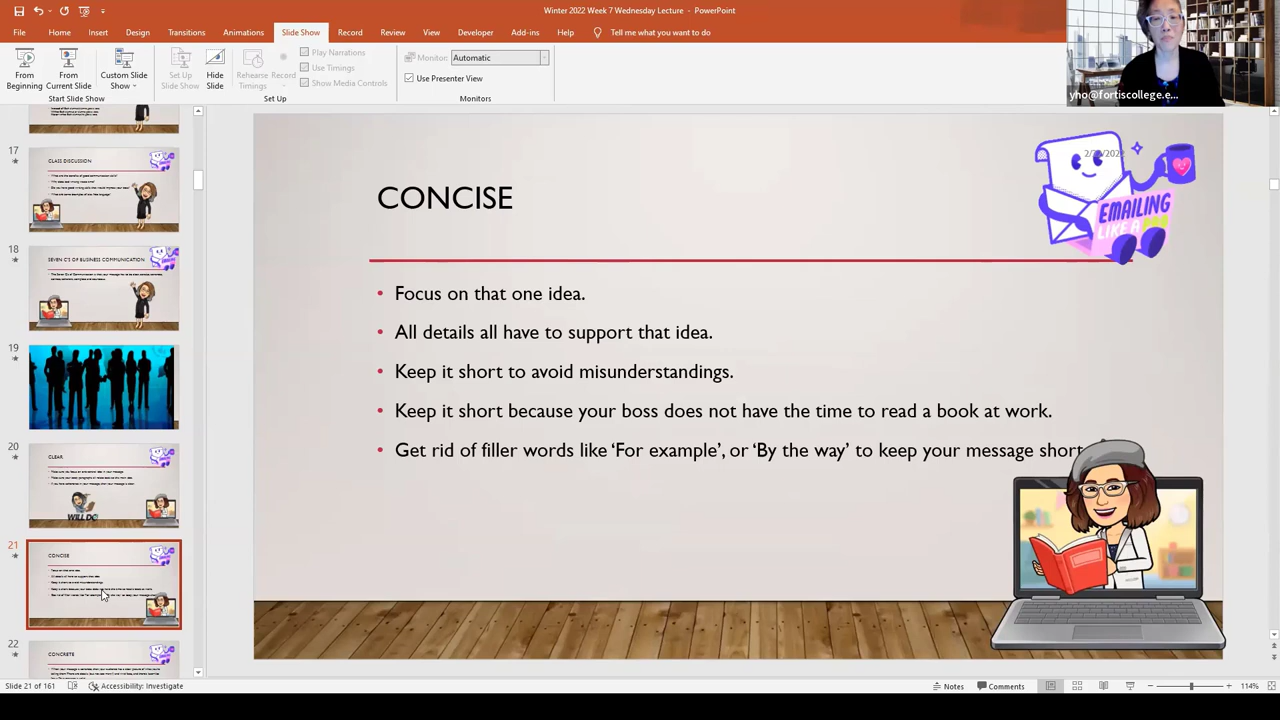 Winter 2022 Week 7 Wednesday Lecture - PowerPoint
File Home Insert Design Transitions Animations Slide Show Record Review View Developer Add-ins Help Tell me what you want to do
From Beginning
From Current Slide
Custom Slide Show
Set Up Slide Show
Hide Slide
Rehearse Timings
Record
Play Narrations
Use Timings
Show Media Controls
Monitor: Automatic
Use Presenter View
Start Slide Show
Set Up
Monitors
yho@fortiscollege.e...
17
CLASS DISCUSSION
18
SEVEN C'S OF BUSINESS COMMUNICATION
19
20
CLEAR
WILL DO
21
CONCISE
22
CONCRETE
CONCISE
EMAILING
LIKE A
• Focus on that one idea.
• All details all have to support that idea.
• Keep it short to avoid misunderstandings.
• Keep it short because your boss does not have the time to read a book at work.
• Get rid of filler words like ‘For example’, or ‘By the way’ to keep your message short
Slide 21 of 161 Accessibility: Investigate Notes Comments 114%